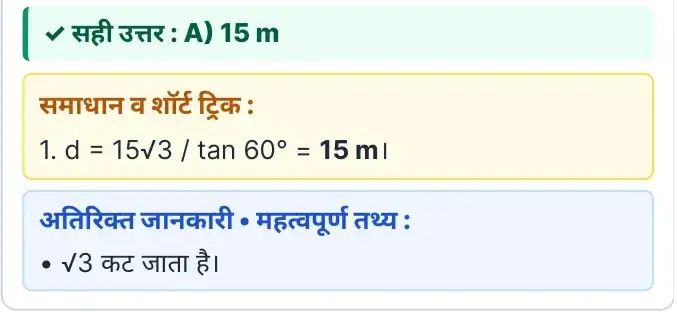 ✓ सही उत्तर : A) 15 m
समाधान व शॉर्ट ट्रिक :
1. d = 15√3 / tan 60° = 15 m।
अतिरिक्त जानकारी • महत्वपूर्ण तथ्य :
• √3 कट जाता है।